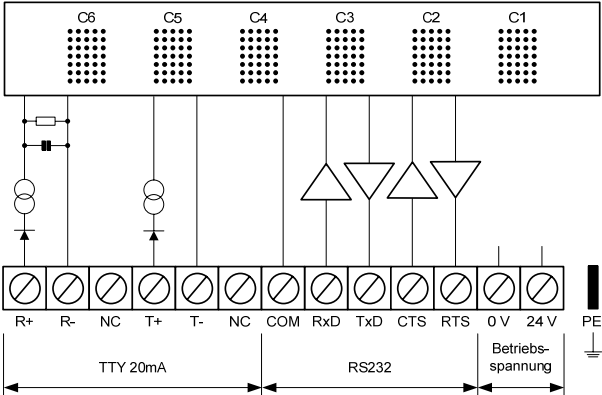 C6 C5 C4 C3 C2 C1
R+ R- NC T+ T- NC COM RxD TxD CTS RTS 0 V 24 V PE
TTY 20mA
RS232
Betriebs-
spannung